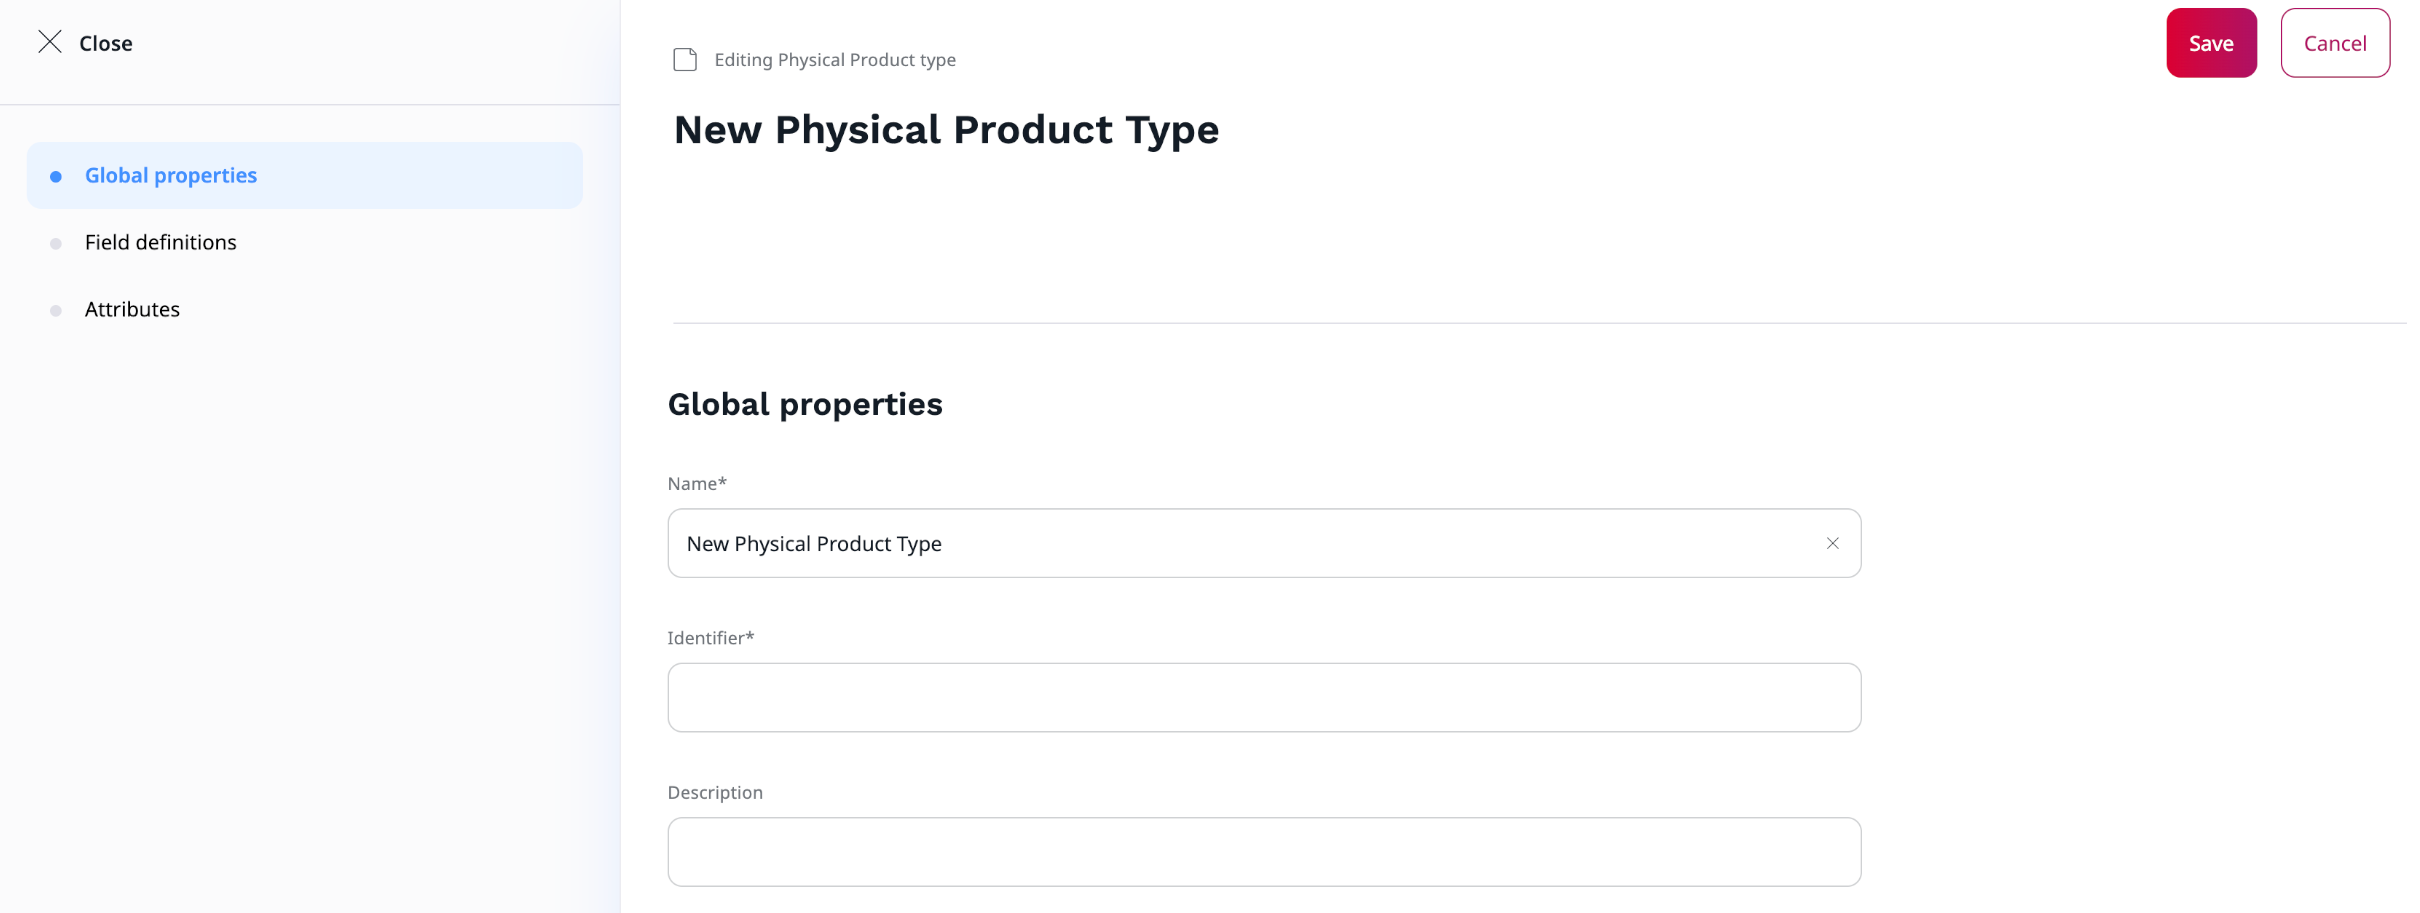 Close
Global properties
Field definitions
Attributes
Editing Physical Product type
Save
Cancel
New Physical Product Type
Global properties
Name*
New Physical Product Type
Identifier*
Description